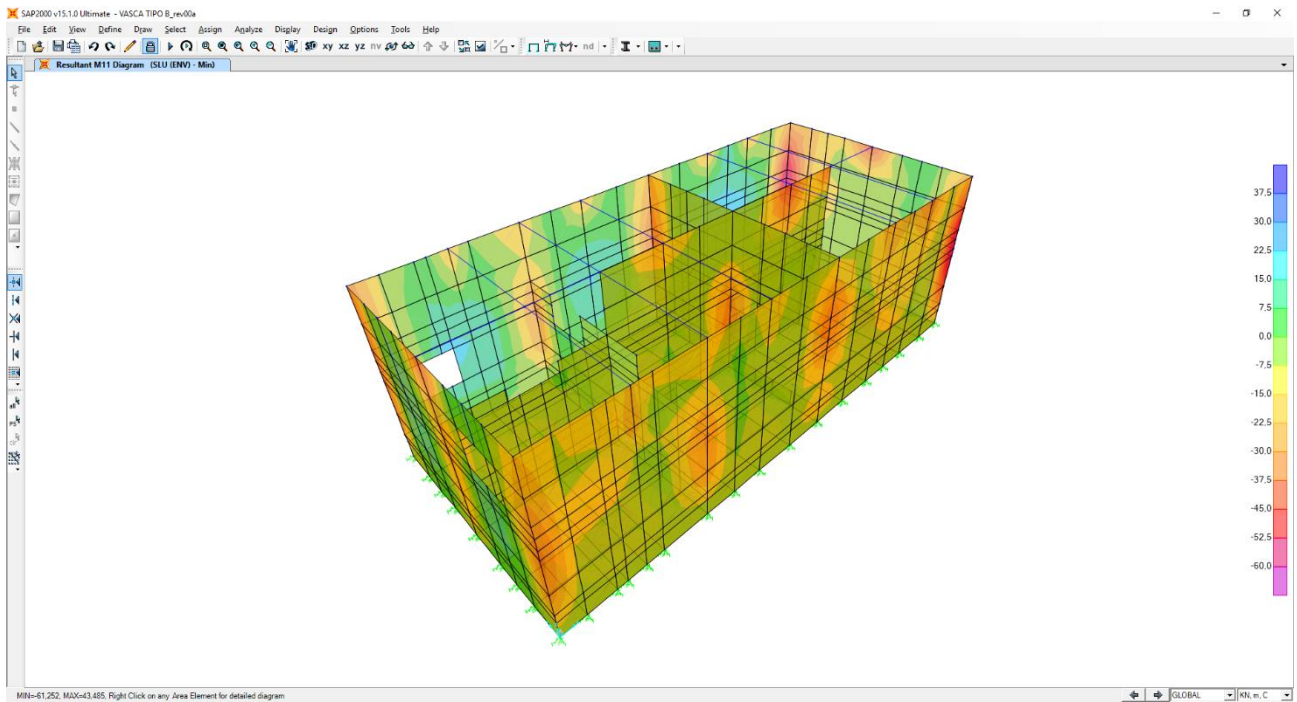 SAP2000 v15.1.0 Ultimate - VASCA TIPO B_rev00a
File Edit View Define Draw Select Assign Analyze Display Design Options Tools Help
3D xy xz yz nv nd
Resultant M11 Diagram (SLU (ENV) - Min)
37.5
30.0
22.5
15.0
7.5
0.0
-7.5
-15.0
-22.5
-30.0
-37.5
-45.0
-52.5
-60.0
MIN=-61,252, MAX=43,485, Right Click on any Area Element for detailed diagram
GLOBAL
KN, m, C